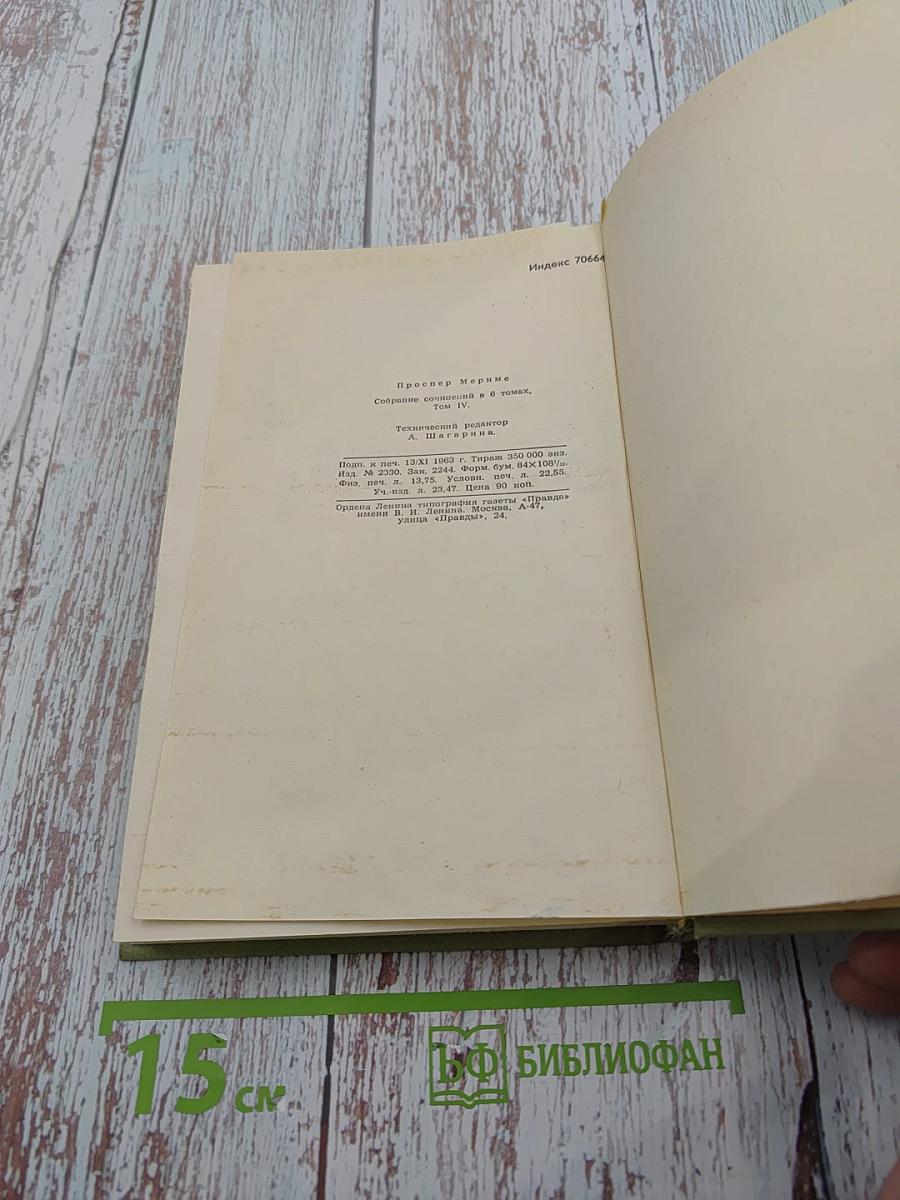 Индекс 70664
Проспер Мериме
Собрание сочинений в 6 томах.
Том IV.
Технический редактор
А. Шагарина.
Подп. к печ. 13/XI 1963 г. Тираж 350 000 экз.
Изд. № 2030. Зак. 2244. Форм. бум. 84×108¹/₃₂.
Физ. печ. л. 13,75. Условн. печ. л. 22,55.
Уч.-изд. л. 23,47. Цена 90 коп.
Ордена Ленина типография газеты «Правда»
имени В. И. Ленина. Москва, А-47,
улица «Правды», 24.
15 см
БФ БИБЛИОФАН